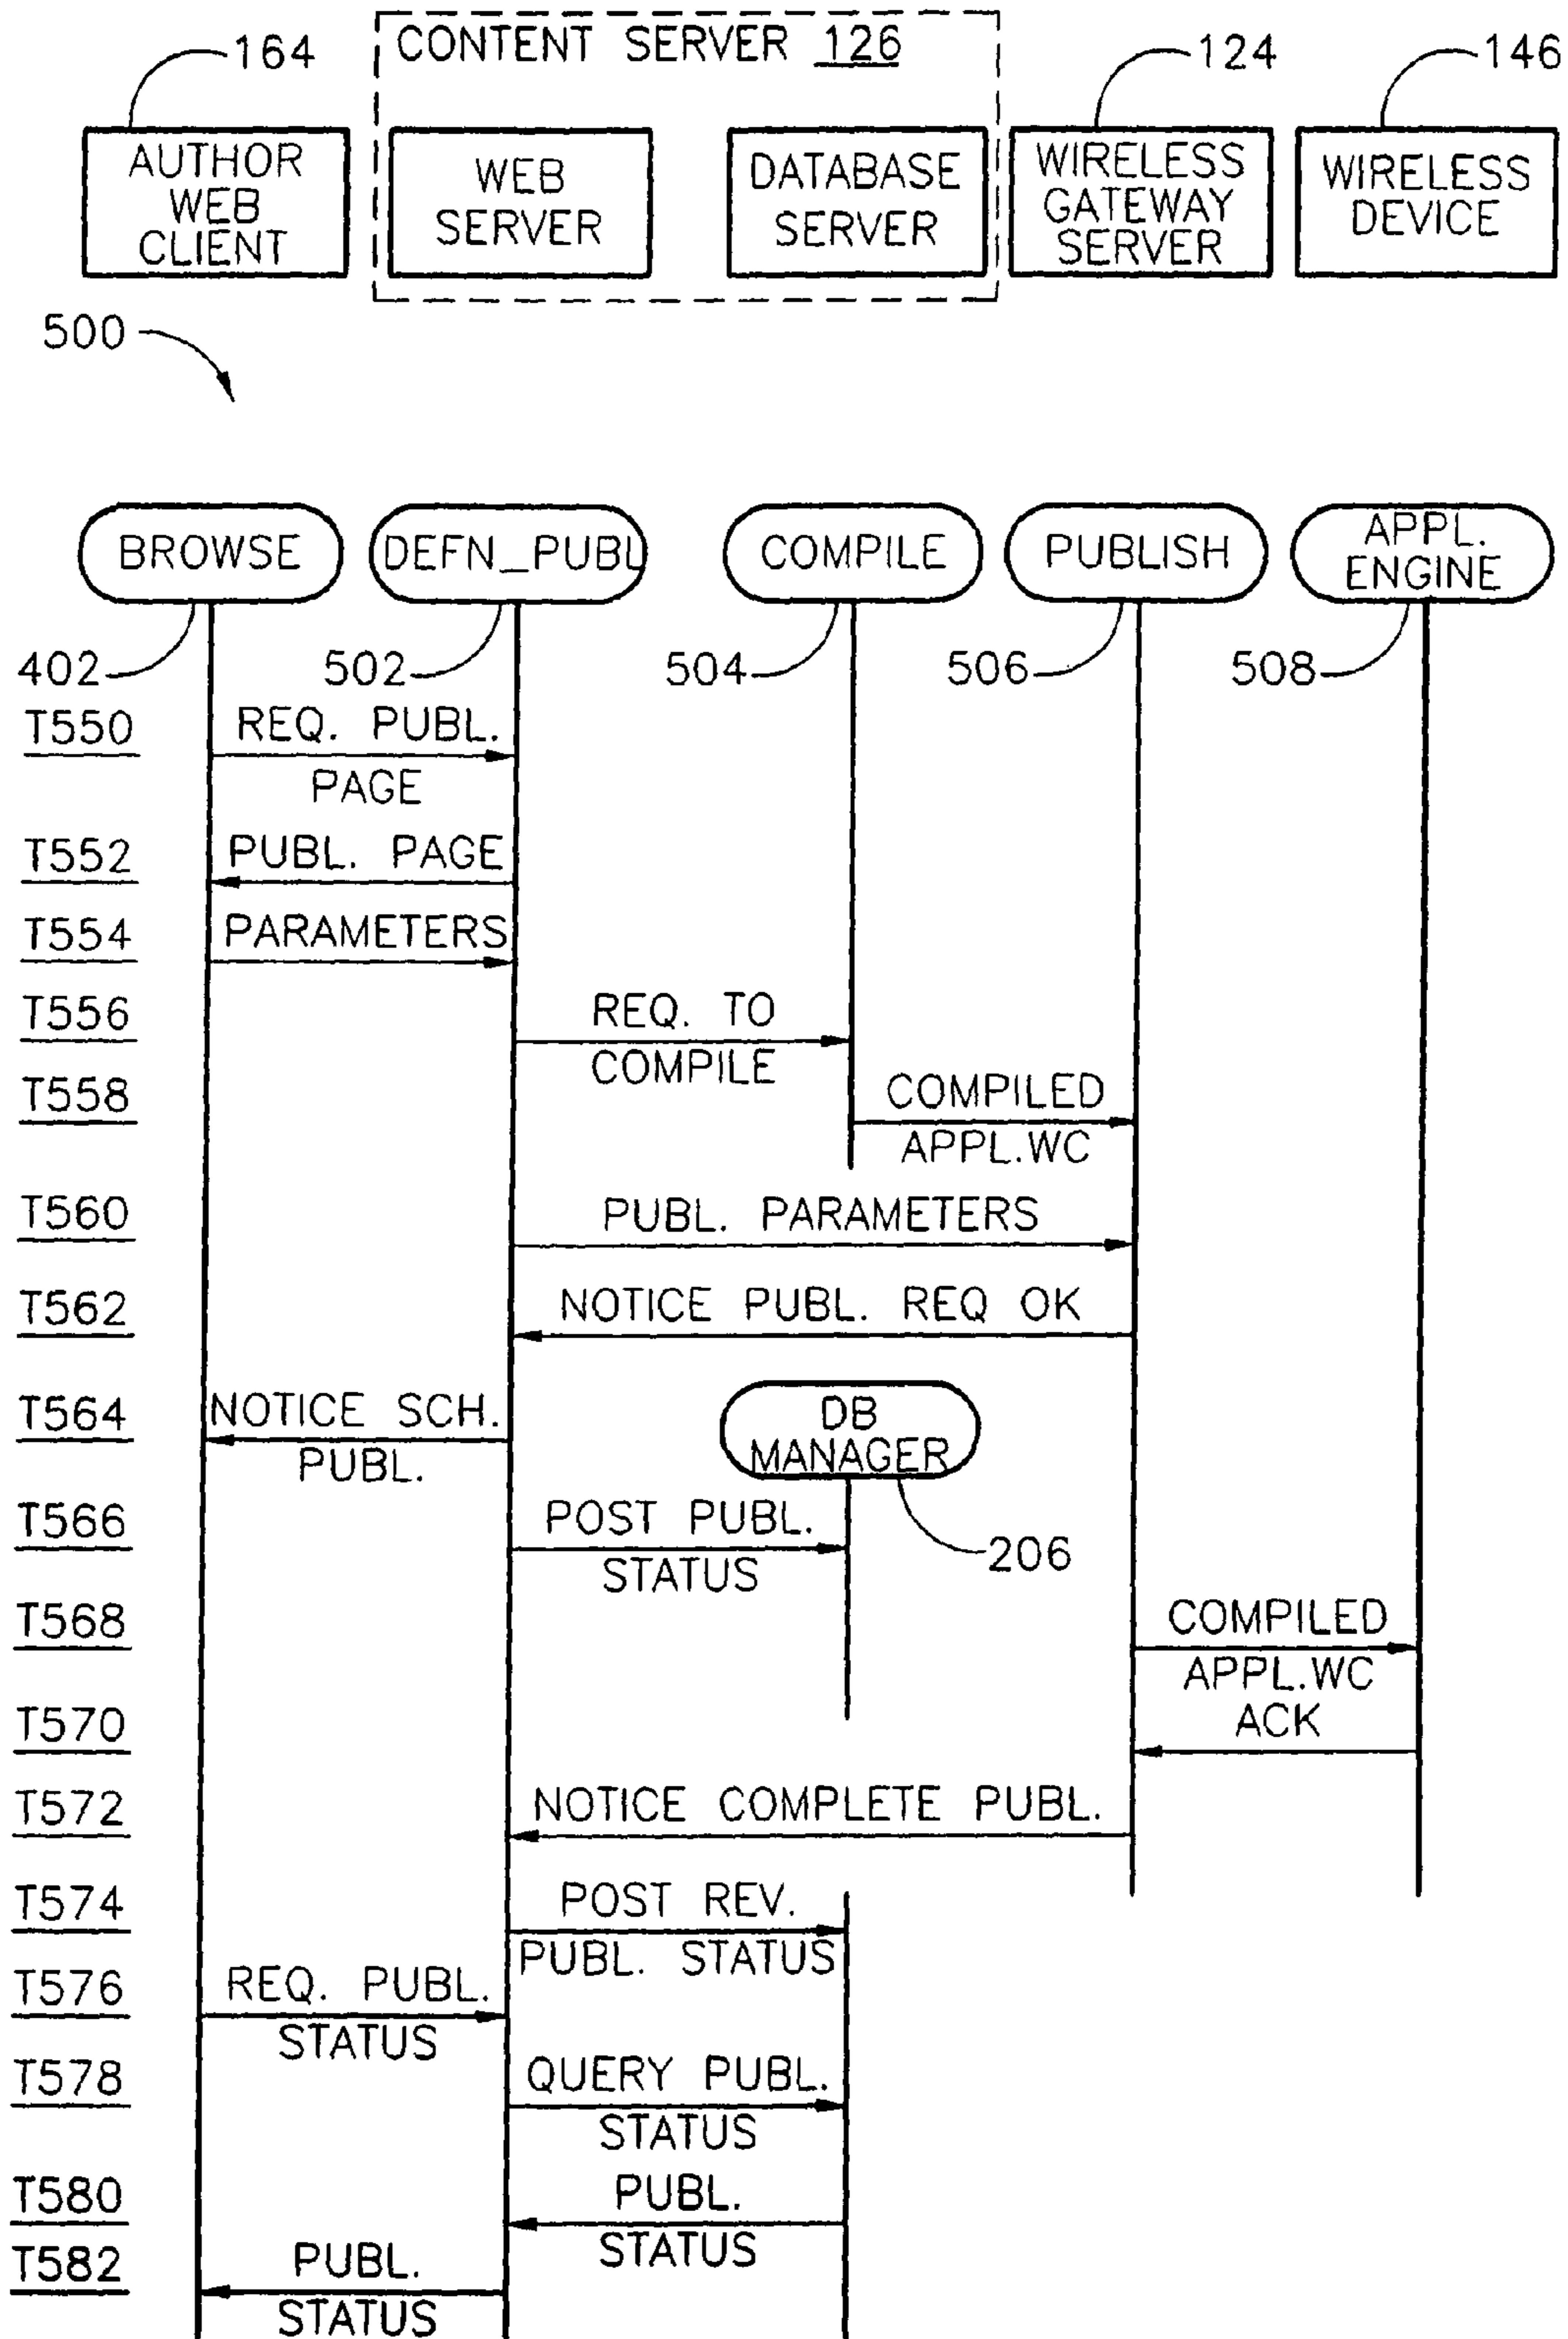 164
CONTENT SERVER 126
124
146
AUTHOR
WEB
CLIENT
WEB
SERVER
DATABASE
SERVER
WIRELESS
GATEWAY
SERVER
WIRELESS
DEVICE
500
BROWSE
DEFN_PUBL
COMPILE
PUBLISH
APPL.
ENGINE
402
502
504
506
508
T550
REQ. PUBL.
PAGE
T552
PUBL. PAGE
T554
PARAMETERS
T556
REQ. TO
COMPILE
T558
COMPILED
APPL.WC
T560
PUBL. PARAMETERS
T562
NOTICE PUBL. REQ OK
T564
NOTICE SCH.
PUBL.
DB
MANAGER
T566
POST PUBL.
STATUS
206
T568
COMPILED
APPL.WC
T570
ACK
T572
NOTICE COMPLETE PUBL.
T574
POST REV.
PUBL. STATUS
T576
REQ. PUBL.
STATUS
T578
QUERY PUBL.
STATUS
T580
PUBL.
STATUS
T582
PUBL.
STATUS